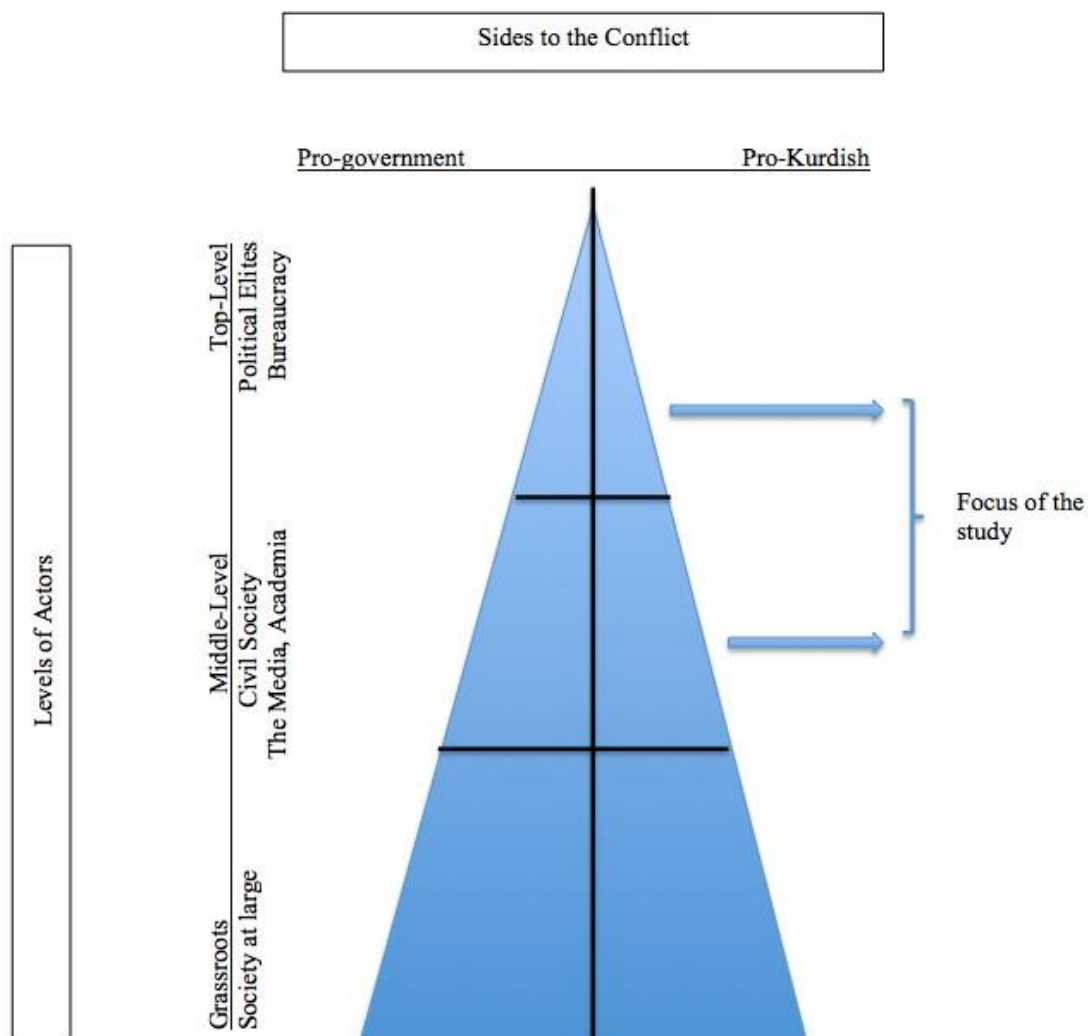 Sides to the Conflict
Pro-government Pro-Kurdish
Levels of Actors
Top-Level
Political Elites
Bureaucracy
Middle-Level
Civil Society
The Media, Academia
Grassroots
Society at large
Focus of the
study